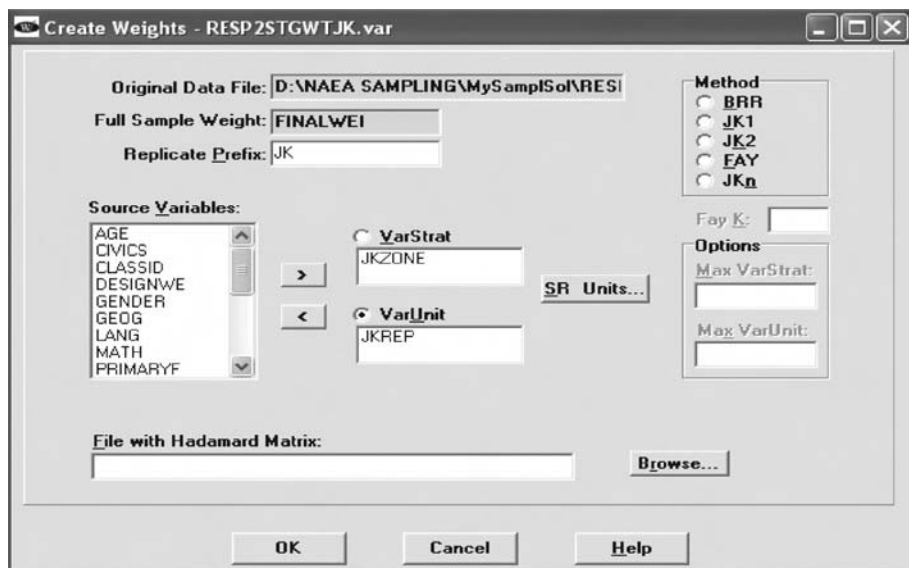 Create Weights - RESP2STGWTJK.var
Original Data File: D:\NAEA SAMPLING\MySamplSol\RES
Full Sample Weight: FINALWEI
Replicate Prefix: JK
Source Variables:
AGE
CIVICS
CLASSID
DESIGNWE
GENDER
GEOG
LANG
MATH
PRIMARYF
>
<
VarStrat
JKZONE
VarUnit
JKREP
SR Units...
Method
BRR
JK1
JK2
FAY
JKn
Fay K:
Options
Max VarStrat:
Max VarUnit:
File with Hadamard Matrix:
Browse...
OK
Cancel
Help